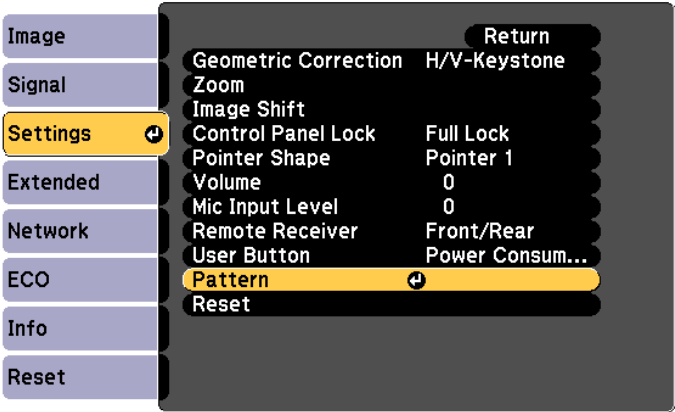 Image
Signal
Settings
Extended
Network
ECO
Info
Reset
Return
Geometric Correction H/V-Keystone
Zoom
Image Shift
Control Panel Lock Full Lock
Pointer Shape Pointer 1
Volume 0
Mic Input Level 0
Remote Receiver Front/Rear
User Button Power Consum...
Pattern
Reset